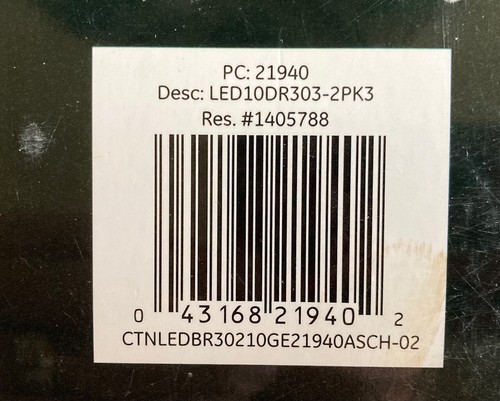 PC: 21940
Desc: LED10DR303-2PK3
Res. #1405788
0 43168 21940 2
CTNLEDBR30210GE21940ASCH-02